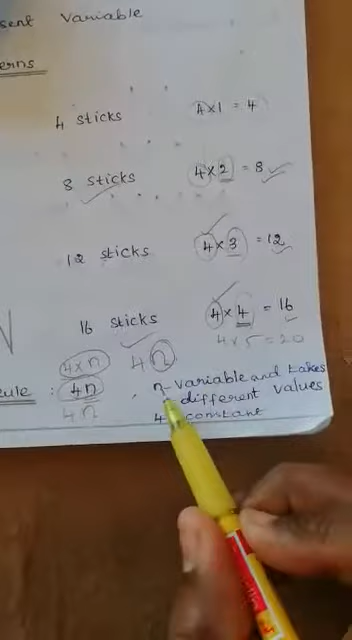 sent Variable
erns
4 sticks 4×1 = 4
8 sticks 4×2 = 8
12 sticks 4×3 = 12
16 sticks 4×4 = 16
4×5=20
4×n 4n
ule : 4n , n-variable and takes
different values
4n
4 constant